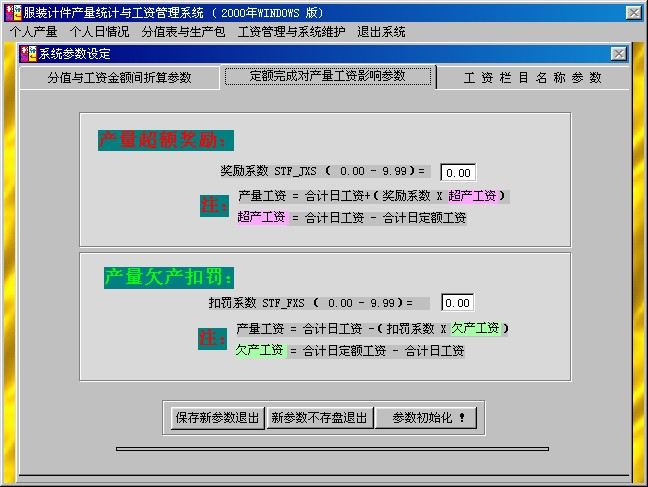 服装计件产量统计与工资管理系统 ( 2000年WINDOWS 版)
个人产量 个人日情况 分值表与生产包 工资管理与系统维护 退出系统
系统参数设定
分值与工资金额间折算参数 定额完成对产量工资影响参数 工 资 栏 目 名 称 参 数
产量超额奖励:
奖励系数 STF_JXS ( 0.00 - 9.99)= 0.00
注: 产量工资 = 合计日工资+( 奖励系数 X 超产工资 )
超产工资 = 合计日工资 - 合计日定额工资
产量欠产扣罚:
扣罚系数 STF_FXS ( 0.00 - 9.99)= 0.00
注: 产量工资 = 合计日工资 -( 扣罚系数 X 欠产工资 )
欠产工资 = 合计日定额工资 - 合计日工资
保存新参数退出 新参数不存盘退出 参数初始化 !